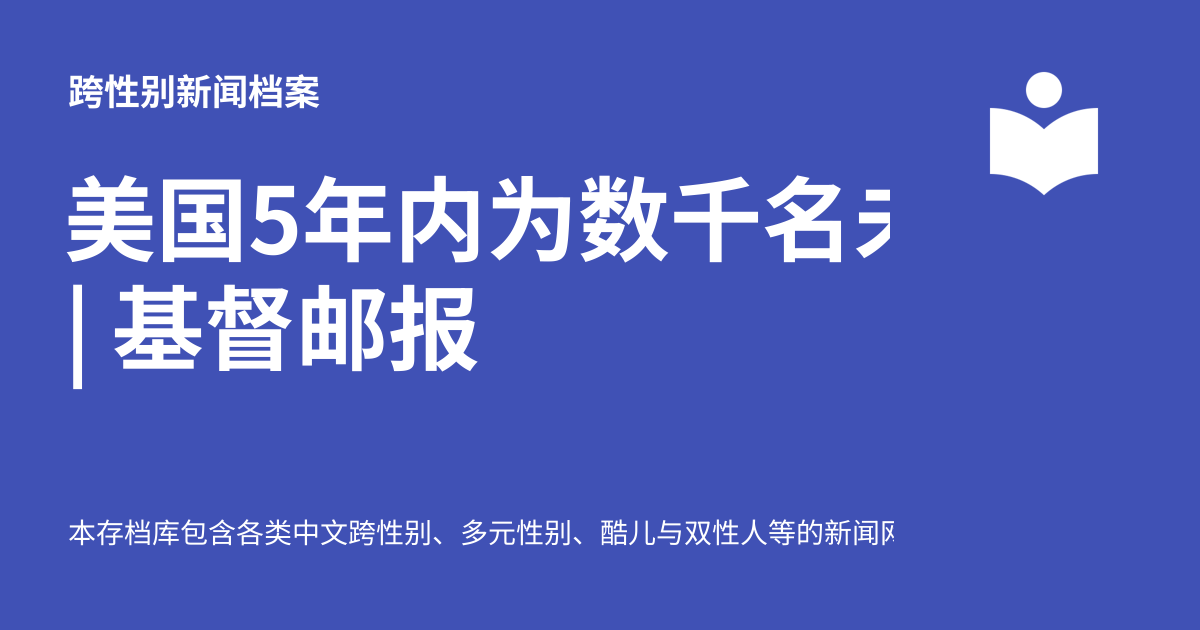 跨性别新闻档案
美国5年内为数千名
| 基督邮报
本存档库包含各类中文跨性别、多元性别、酷儿与双性人等的新闻